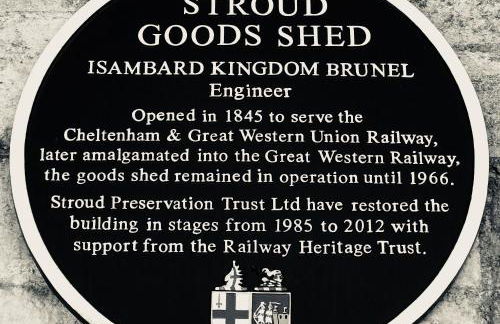 STROUD
GOODS SHED
ISAMBARD KINGDOM BRUNEL
Engineer
Opened in 1845 to serve the
Cheltenham & Great Western Union Railway,
later amalgamated into the Great Western Railway,
the goods shed remained in operation until 1966.
Stroud Preservation Trust Ltd have restored the
building in stages from 1985 to 2012 with
support from the Railway Heritage Trust.